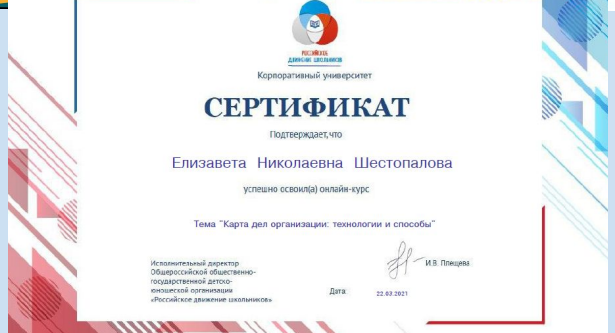 РОССИЙСКОЕ
ДВИЖЕНИЕ ШКОЛЬНИКОВ
Корпоративный университет
СЕРТИФИКАТ
Подтверждает,что
Елизавета Николаевна Шестопалова
успешно освоил(а) онлайн-курс
Тема "Карта дел организации: технологии и способы"
Исполнительный директор
Общероссийской общественно-
государственной детско-
юношеской организации
«Российское движение школьников»
И.В. Плещева
Дата:
22.03.2021